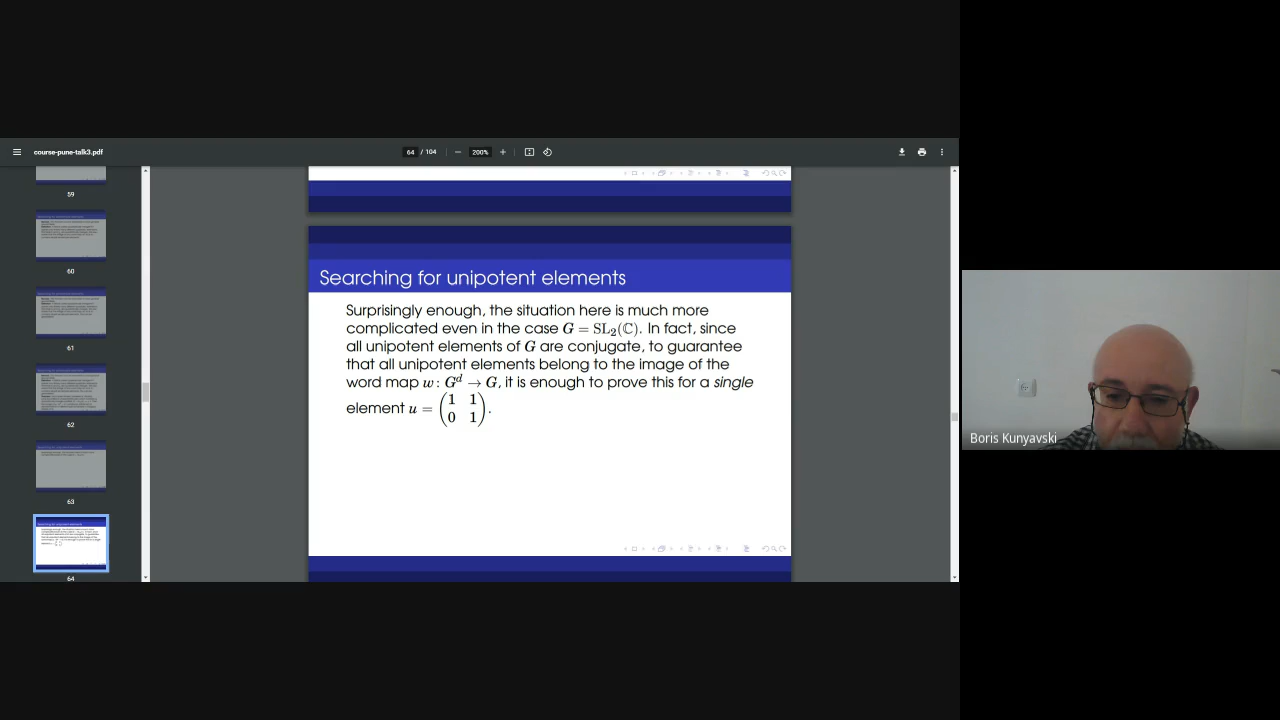 course-pune-talk3.pdf
64 / 104
200%
59
60
61
62
63
64
Searching for unipotent elements
Surprisingly enough, the situation here is much more
complicated even in the case G = SL₂(ℂ). In fact, since
all unipotent elements of G are conjugate, to guarantee
that all unipotent elements belong to the image of the
word map w: Gᵈ → G, it is enough to prove this for a single
element u = (1 1
0 1).
Boris Kunyavski